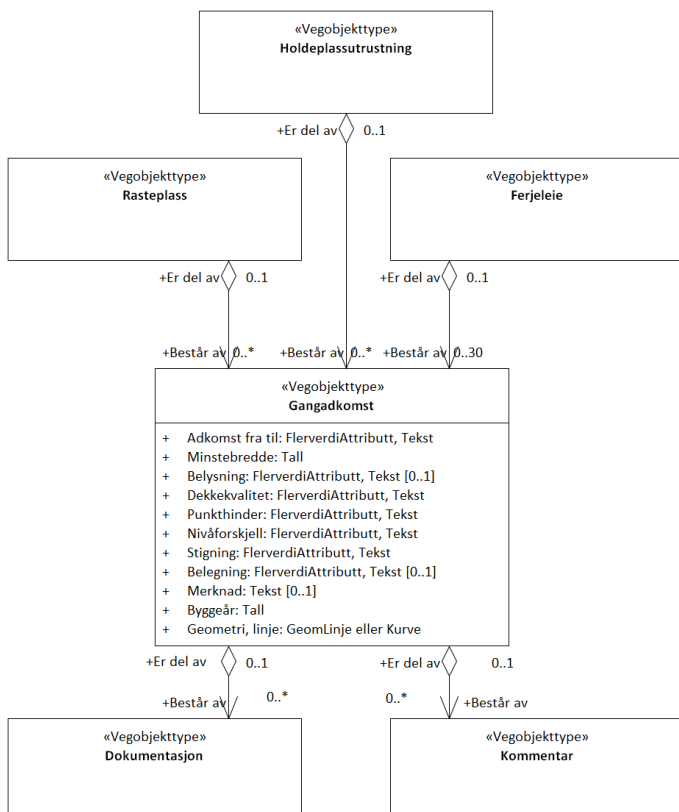 «Vegobjekttype»
Holdeplassutrustning
+Er del av 0..1
«Vegobjekttype»
Rasteplass
«Vegobjekttype»
Ferjeleie
+Er del av 0..1
+Er del av 0..1
+Består av 0..*
+Består av 0..*
+Består av 0..30
«Vegobjekttype»
Gangadkomst
+ Adkomst fra til: FlerverdiAttributt, Tekst
+ Minstebredde: Tall
+ Belysning: FlerverdiAttributt, Tekst [0..1]
+ Dekkekvalitet: FlerverdiAttributt, Tekst
+ Punkthinder: FlerverdiAttributt, Tekst
+ Nivåforskjell: FlerverdiAttributt, Tekst
+ Stigning: FlerverdiAttributt, Tekst
+ Belegning: FlerverdiAttributt, Tekst [0..1]
+ Merknad: Tekst [0..1]
+ Byggeår: Tall
+ Geometri, linje: GeomLinje eller Kurve
+Er del av 0..1
+Er del av 0..1
+Består av 0..*
0..* +Består av
«Vegobjekttype»
Dokumentasjon
«Vegobjekttype»
Kommentar